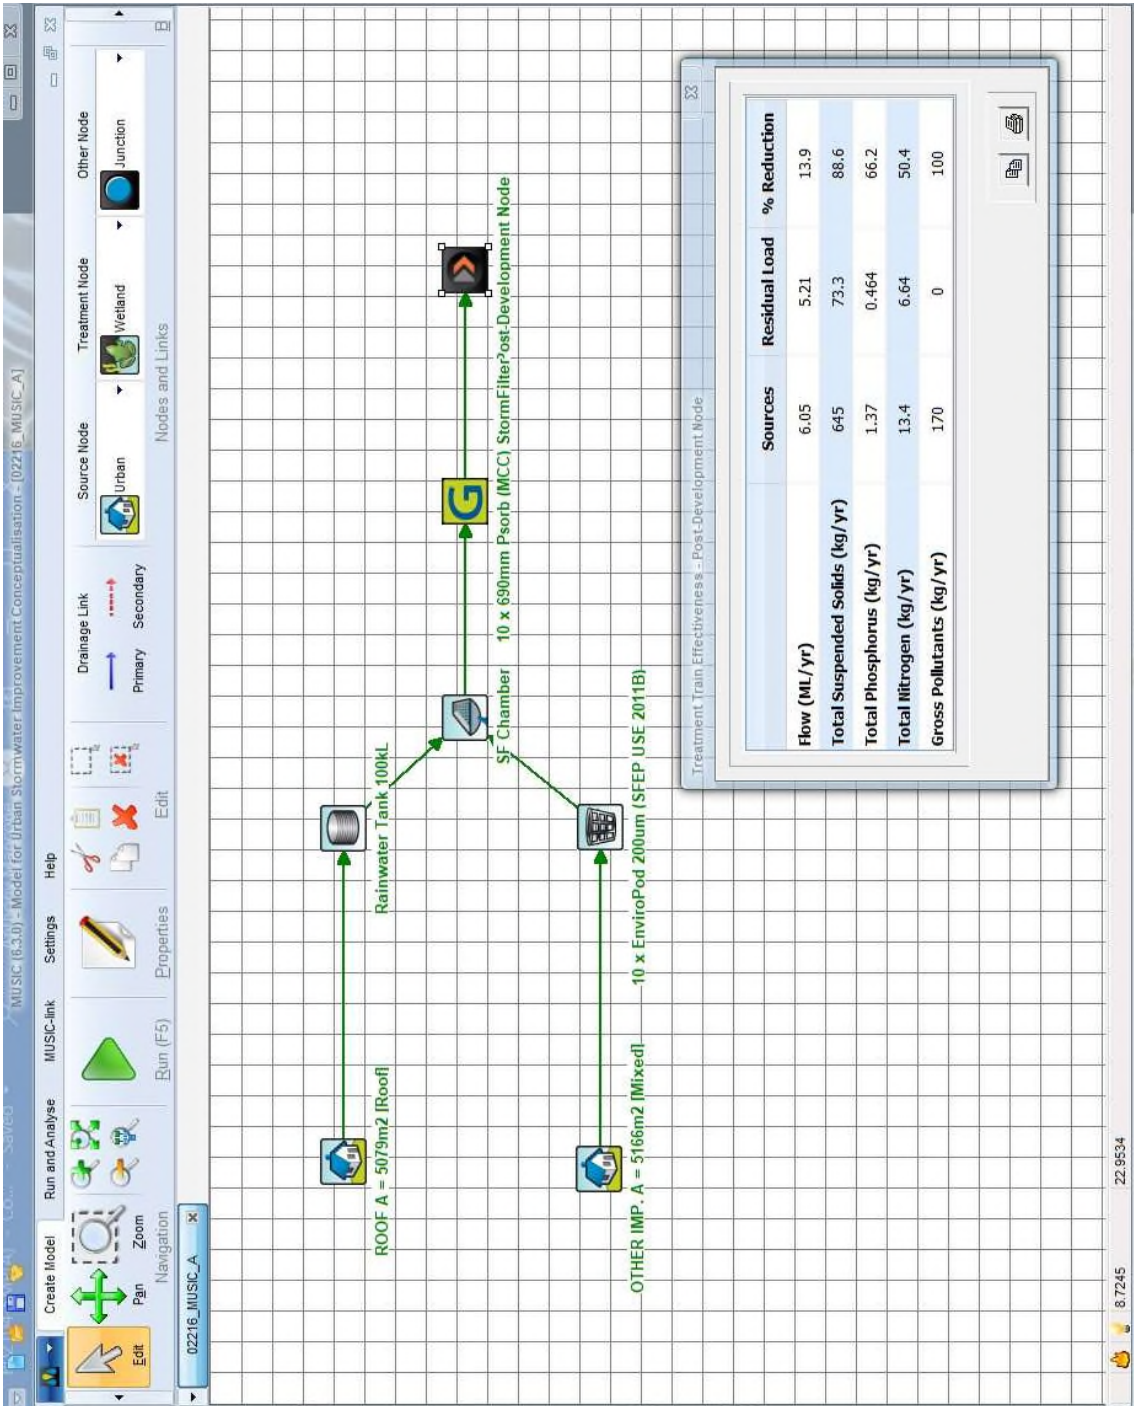 MUSIC (6.3.0) - Model for Urban Stormwater Improvement Conceptualisation - [02216_MUSIC_A]
Create Model
Run and Analyse
MUSIC-link
Settings
Help
Edit
Pan
Zoom
Navigation
Run (F5)
Properties
Edit
Drainage Link
Primary
Secondary
Source Node
Urban
Treatment Node
Wetland
Other Node
Junction
Nodes and Links
02216_MUSIC_A
ROOF A = 5079m2 [Roof]
Rainwater Tank 100kL
SF Chamber
10 x 690mm Psorb (MCC) StormFilter
Post-Development Node
OTHER IMP. A = 5166m2 [Mixed]
10 x EnviroPod 200um (SFEP USE 2011B)
Treatment Train Effectiveness - Post-Development Node
Sources Residual Load % Reduction
Flow (ML/yr) 6.05 5.21 13.9
Total Suspended Solids (kg/yr) 645 73.3 88.6
Total Phosphorus (kg/yr) 1.37 0.464 66.2
Total Nitrogen (kg/yr) 13.4 6.64 50.4
Gross Pollutants (kg/yr) 170 0 100
8.7245
22.9534